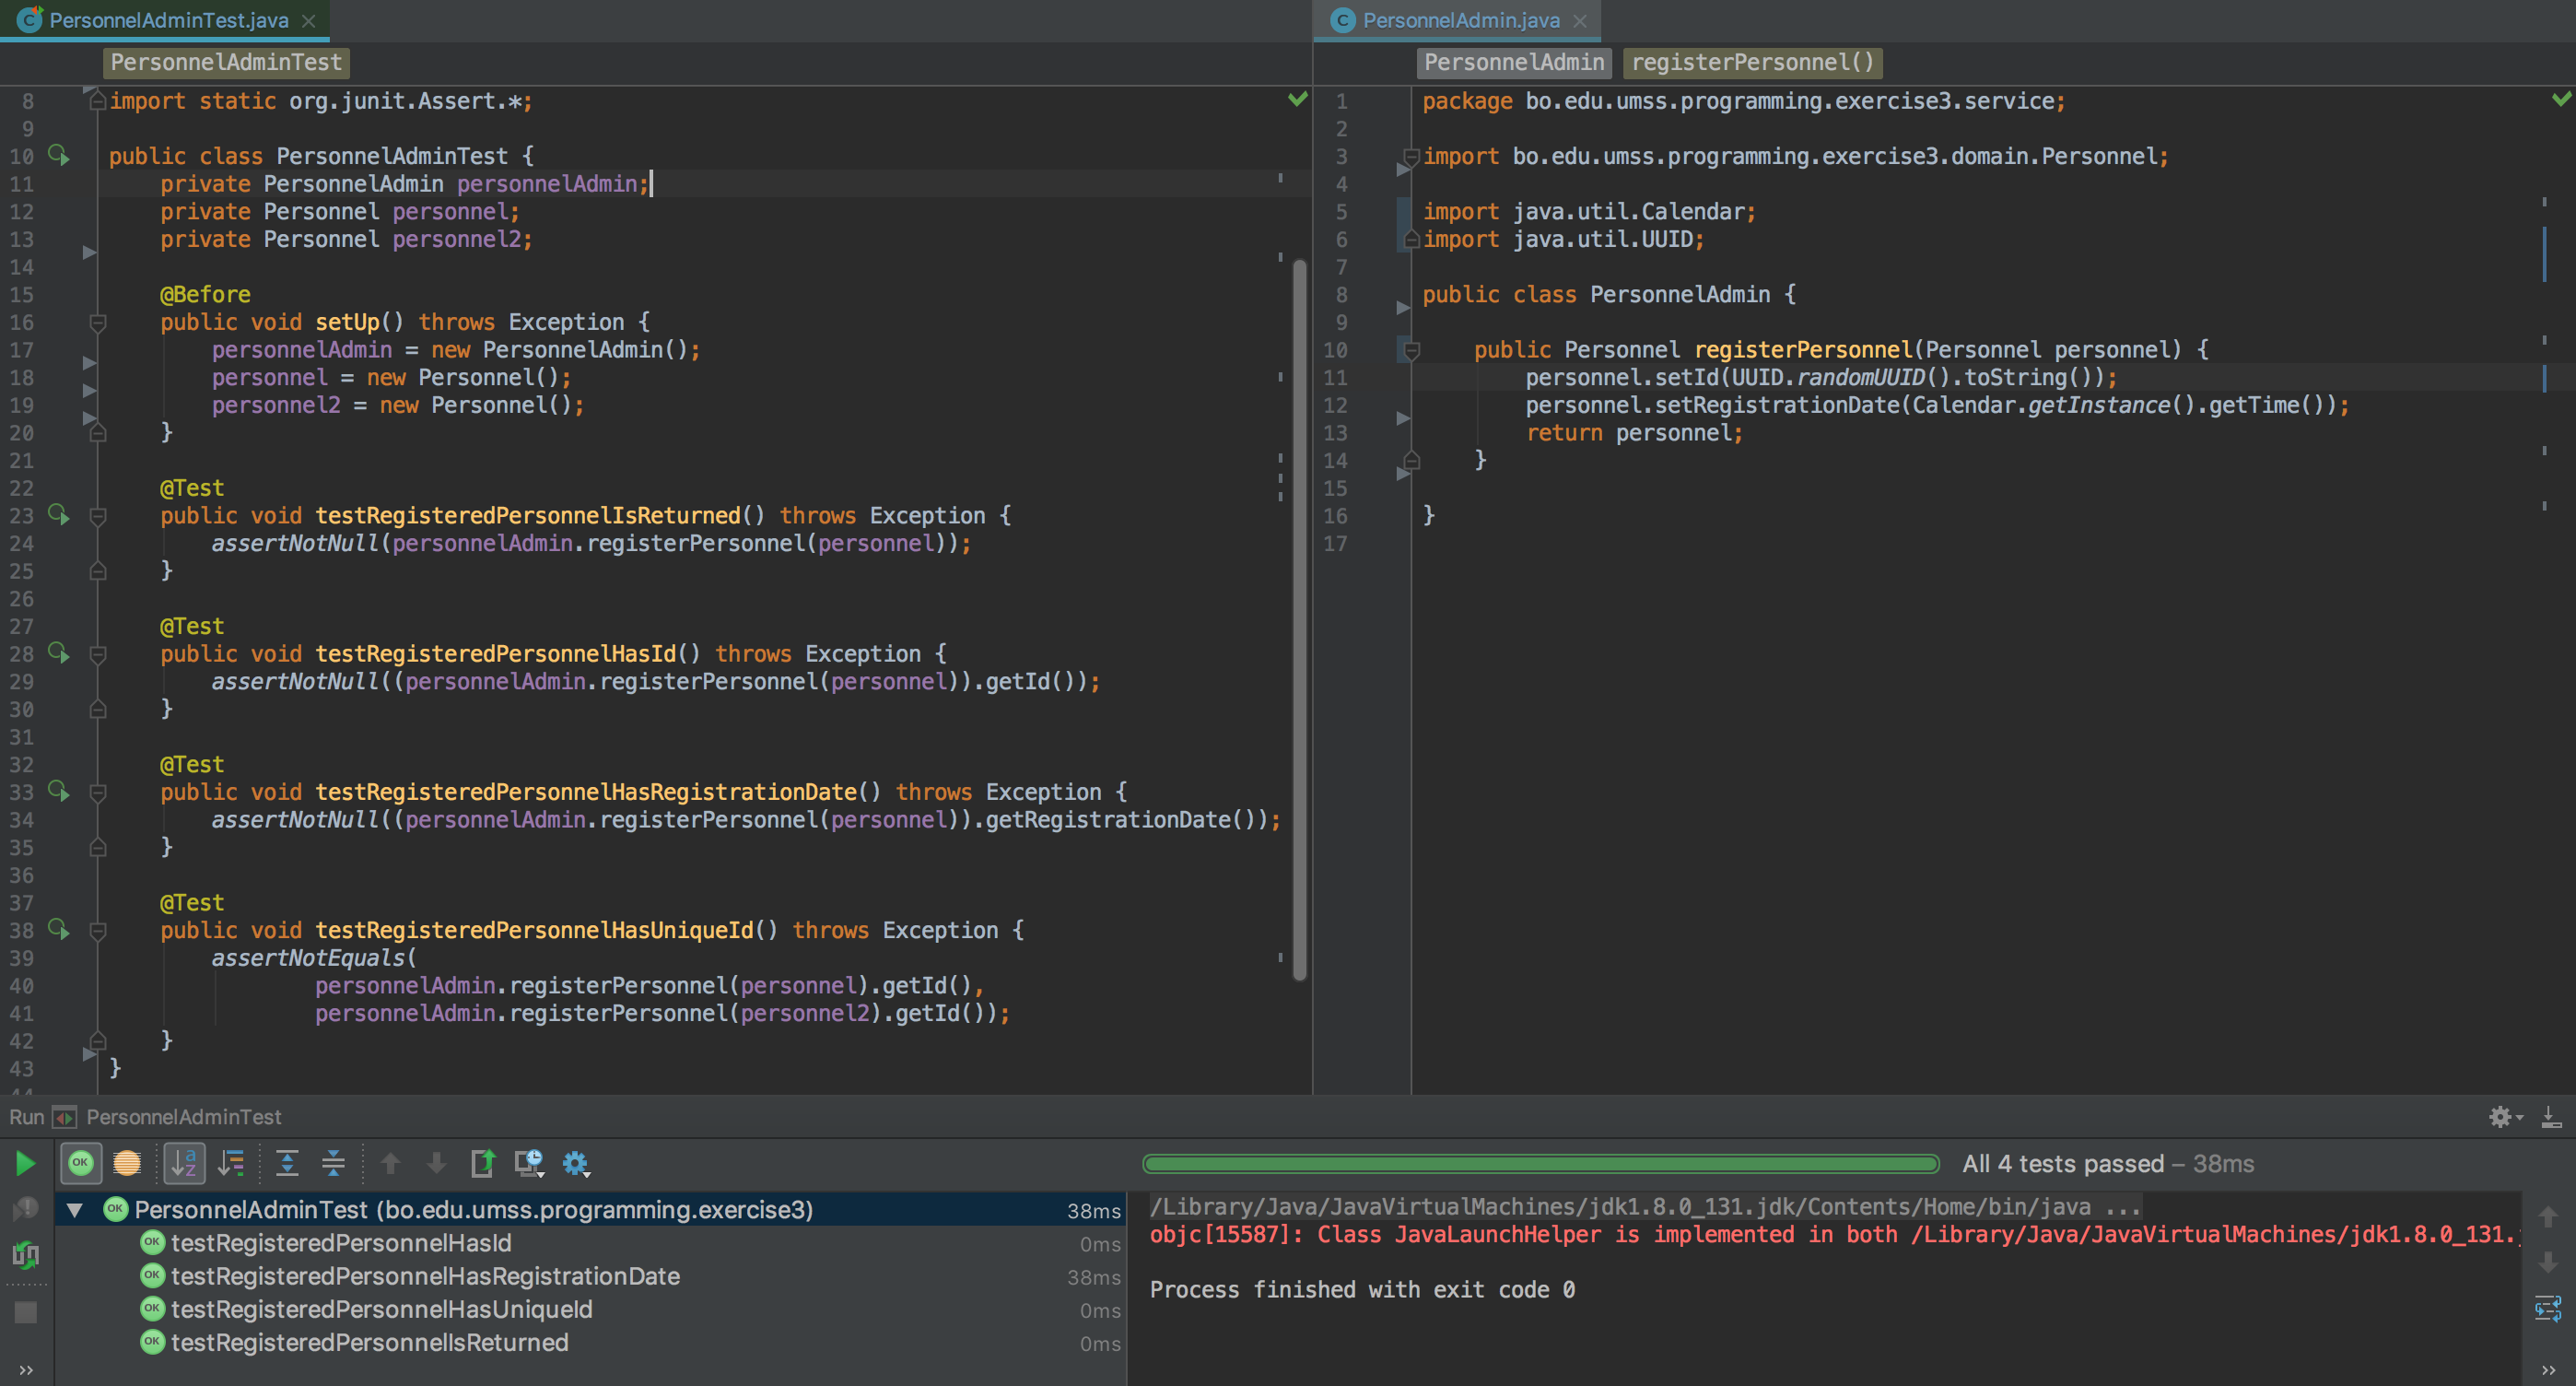 PersonnelAdminTest.java
PersonnelAdminTest
8 import static org.junit.Assert.*;
9
10 public class PersonnelAdminTest {
11 private PersonnelAdmin personnelAdmin;
12 private Personnel personnel;
13 private Personnel personnel2;
14
15 @Before
16 public void setUp() throws Exception {
17 personnelAdmin = new PersonnelAdmin();
18 personnel = new Personnel();
19 personnel2 = new Personnel();
20 }
21
22 @Test
23 public void testRegisteredPersonnelIsReturned() throws Exception {
24 assertNotNull(personnelAdmin.registerPersonnel(personnel));
25 }
26
27 @Test
28 public void testRegisteredPersonnelHasId() throws Exception {
29 assertNotNull((personnelAdmin.registerPersonnel(personnel)).getId());
30 }
31
32 @Test
33 public void testRegisteredPersonnelHasRegistrationDate() throws Exception {
34 assertNotNull((personnelAdmin.registerPersonnel(personnel)).getRegistrationDate());
35 }
36
37 @Test
38 public void testRegisteredPersonnelHasUniqueId() throws Exception {
39 assertNotEquals(
40 personnelAdmin.registerPersonnel(personnel).getId(),
41 personnelAdmin.registerPersonnel(personnel2).getId());
42 }
43 }
PersonnelAdmin.java
PersonnelAdmin registerPersonnel()
1 package bo.edu.umss.programming.exercise3.service;
2
3 import bo.edu.umss.programming.exercise3.domain.Personnel;
4
5 import java.util.Calendar;
6 import java.util.UUID;
7
8 public class PersonnelAdmin {
9
10 public Personnel registerPersonnel(Personnel personnel) {
11 personnel.setId(UUID.randomUUID().toString());
12 personnel.setRegistrationDate(Calendar.getInstance().getTime());
13 return personnel;
14 }
15
16 }
17
Run PersonnelAdminTest
All 4 tests passed – 38ms
OK PersonnelAdminTest (bo.edu.umss.programming.exercise3) 38ms
OK testRegisteredPersonnelHasId 0ms
OK testRegisteredPersonnelHasRegistrationDate 38ms
OK testRegisteredPersonnelHasUniqueId 0ms
OK testRegisteredPersonnelIsReturned 0ms
/Library/Java/JavaVirtualMachines/jdk1.8.0_131.jdk/Contents/Home/bin/java ...
objc[15587]: Class JavaLaunchHelper is implemented in both /Library/Java/JavaVirtualMachines/jdk1.8.0_131.
Process finished with exit code 0